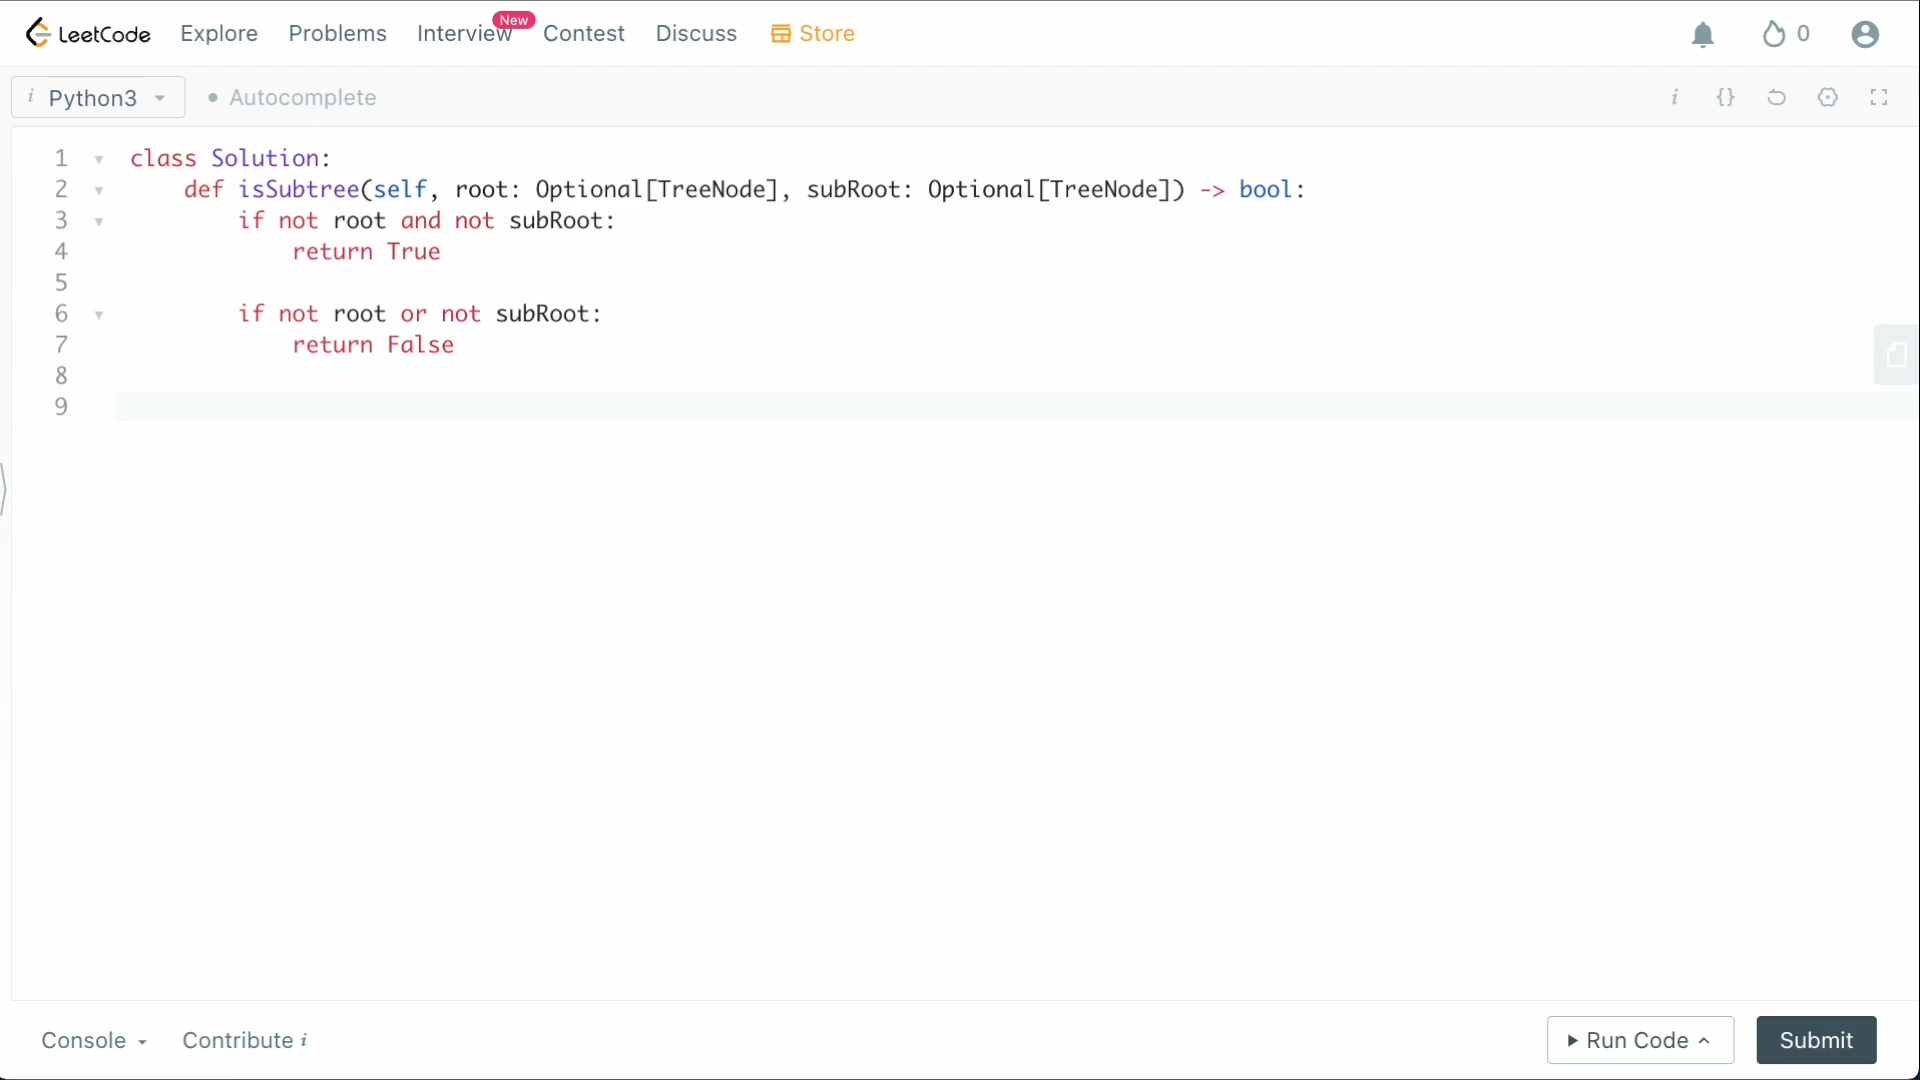 LeetCode Explore Problems Interview New Contest Discuss Store 0
i Python3 Autocomplete i {}
1 class Solution:
2 def isSubtree(self, root: Optional[TreeNode], subRoot: Optional[TreeNode]) -> bool:
3 if not root and not subRoot:
4 return True
5
6 if not root or not subRoot:
7 return False
8
9
Console Contribute i Run Code Submit